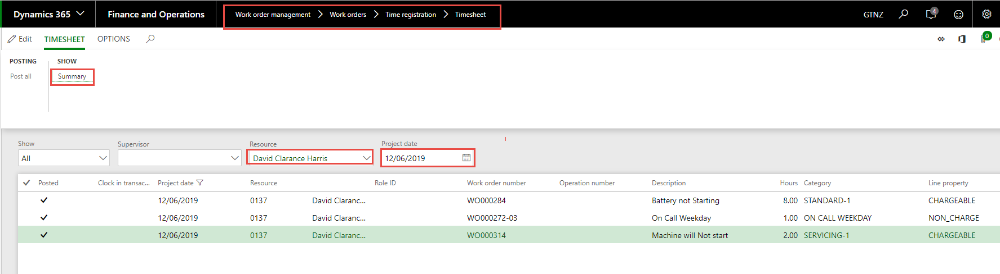 Dynamics 365 Finance and Operations Work order management Work orders Time registration Timesheet GTNZ 4
Edit TIMESHEET OPTIONS 0
POSTING SHOW
Post all Summary
Show Supervisor Resource Project date
All David Clarance Harris 12/06/2019
Posted Clock in transac... Project date Resource Role ID Work order number Operation number Description Hours Category Line property
12/06/2019 0137 David Claranc... WO000284 Battery not Starting 8.00 STANDARD-1 CHARGEABLE
12/06/2019 0137 David Claranc... WO000272-03 On Call Weekday 1.00 ON CALL WEEKDAY NON_CHARGE
12/06/2019 0137 David Claranc... WO000314 Machine will Not start 2.00 SERVICING-1 CHARGEABLE